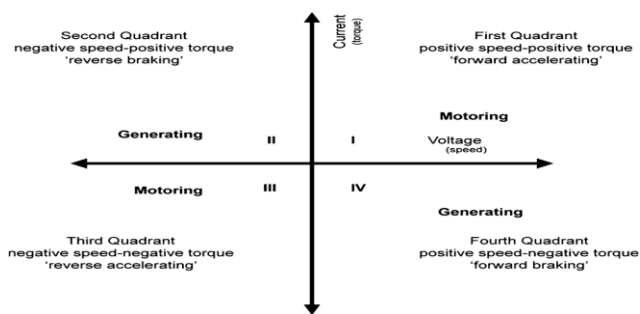 Second Quadrant
negative speed-positive torque
'reverse braking'
Current
(torque)
First Quadrant
positive speed-positive torque
'forward accelerating'
Motoring
Generating
II
I
Voltage
(speed)
Motoring
III
IV
Generating
Third Quadrant
negative speed-negative torque
'reverse accelerating'
Fourth Quadrant
positive speed-negative torque
'forward braking'